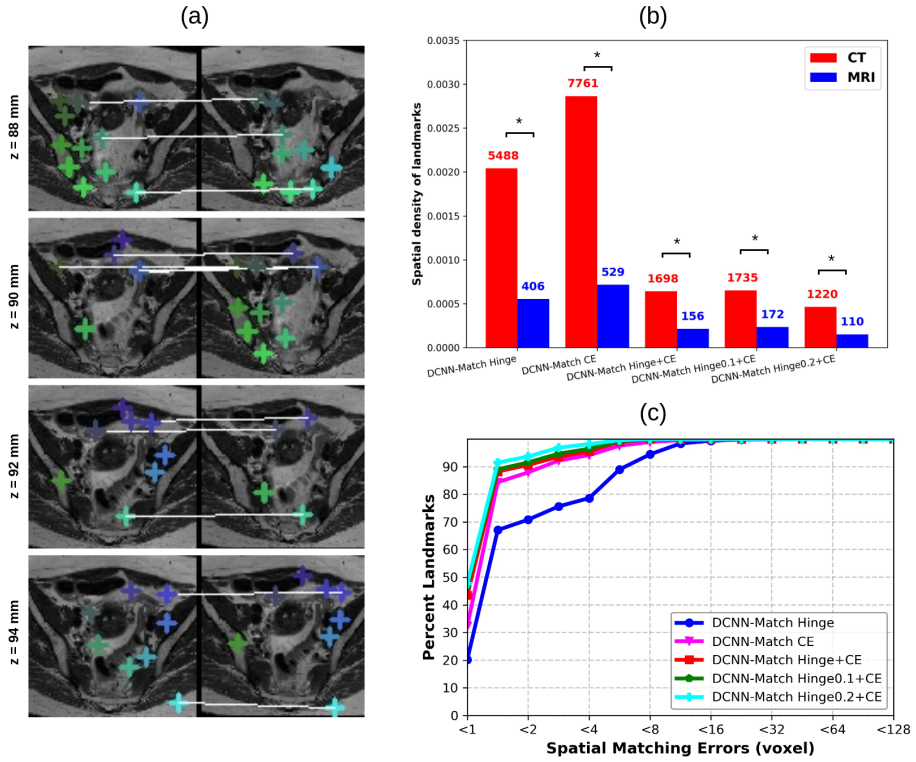 (a)
z = 88 mm
z = 90 mm
z = 92 mm
z = 94 mm
(b)
Spatial density of landmarks
0.0035
0.0030
0.0025
0.0020
0.0015
0.0010
0.0005
0.0000
CT
MRI
5488
406
*
7761
529
*
1698
156
*
1735
172
*
1220
110
*
DCNN-Match Hinge
DCNN-Match CE
DCNN-Match Hinge+CE
DCNN-Match Hinge0.1+CE
DCNN-Match Hinge0.2+CE
(c)
Percent Landmarks
90
80
70
60
50
40
30
20
10
0
DCNN-Match Hinge
DCNN-Match CE
DCNN-Match Hinge+CE
DCNN-Match Hinge0.1+CE
DCNN-Match Hinge0.2+CE
<1 <2 <4 <8 <16 <32 <64 <128
Spatial Matching Errors (voxel)